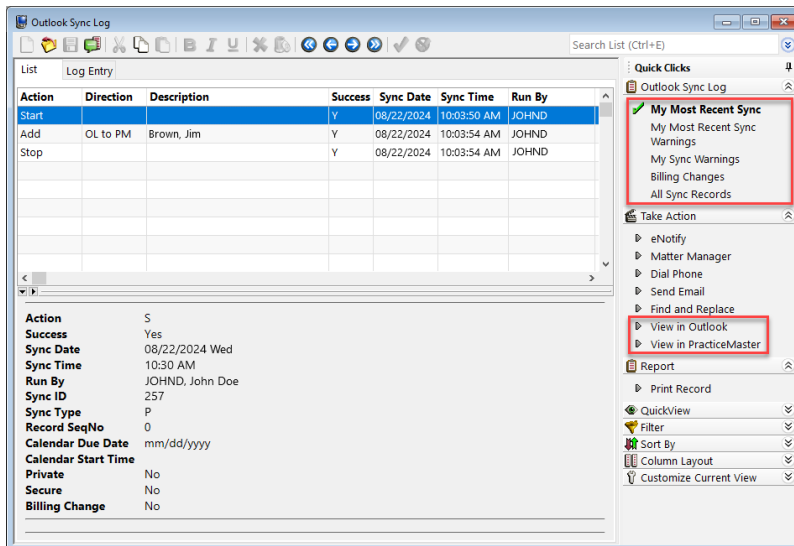 Outlook Sync Log
B I U
Search List (Ctrl+E)
List Log Entry
Action Direction Description Success Sync Date Sync Time Run By
Start Y 08/22/2024 10:03:50 AM JOHND
Add OL to PM Brown, Jim Y 08/22/2024 10:03:54 AM JOHND
Stop Y 08/22/2024 10:03:54 AM JOHND
Action S
Success Yes
Sync Date 08/22/2024 Wed
Sync Time 10:30 AM
Run By JOHND, John Doe
Sync ID 257
Sync Type P
Record SeqNo 0
Calendar Due Date mm/dd/yyyy
Calendar Start Time
Private No
Secure No
Billing Change No
Quick Clicks
Outlook Sync Log
My Most Recent Sync
My Most Recent Sync
Warnings
My Sync Warnings
Billing Changes
All Sync Records
Take Action
eNotify
Matter Manager
Dial Phone
Send Email
Find and Replace
View in Outlook
View in PracticeMaster
Report
Print Record
QuickView
Filter
Sort By
Column Layout
Customize Current View